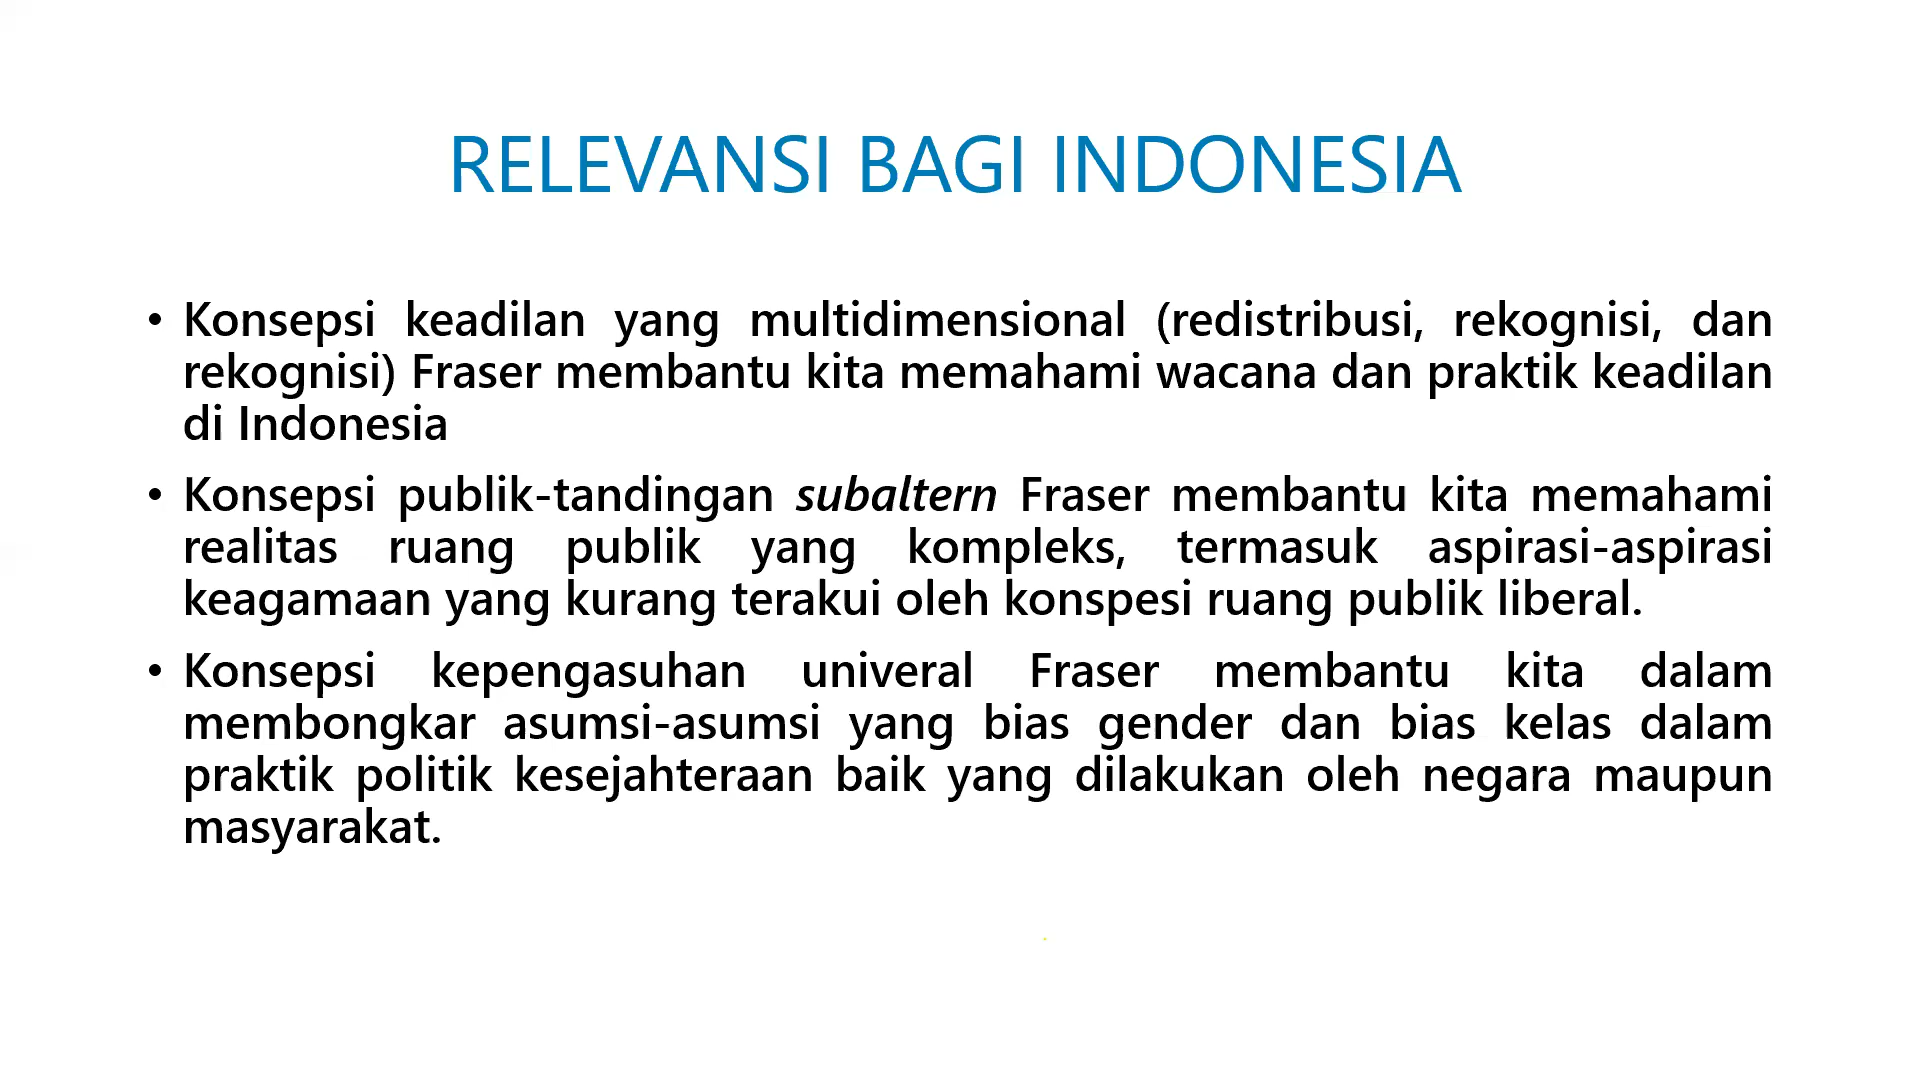 RELEVANSI BAGI INDONESIA
• Konsepsi keadilan yang multidimensional (redistribusi, rekognisi, dan
rekognisi) Fraser membantu kita memahami wacana dan praktik keadilan
di Indonesia
• Konsepsi publik-tandingan subaltern Fraser membantu kita memahami
realitas ruang publik yang kompleks, termasuk aspirasi-aspirasi
keagamaan yang kurang terakui oleh konspesi ruang publik liberal.
• Konsepsi kepengasuhan univeral Fraser membantu kita dalam
membongkar asumsi-asumsi yang bias gender dan bias kelas dalam
praktik politik kesejahteraan baik yang dilakukan oleh negara maupun
masyarakat.